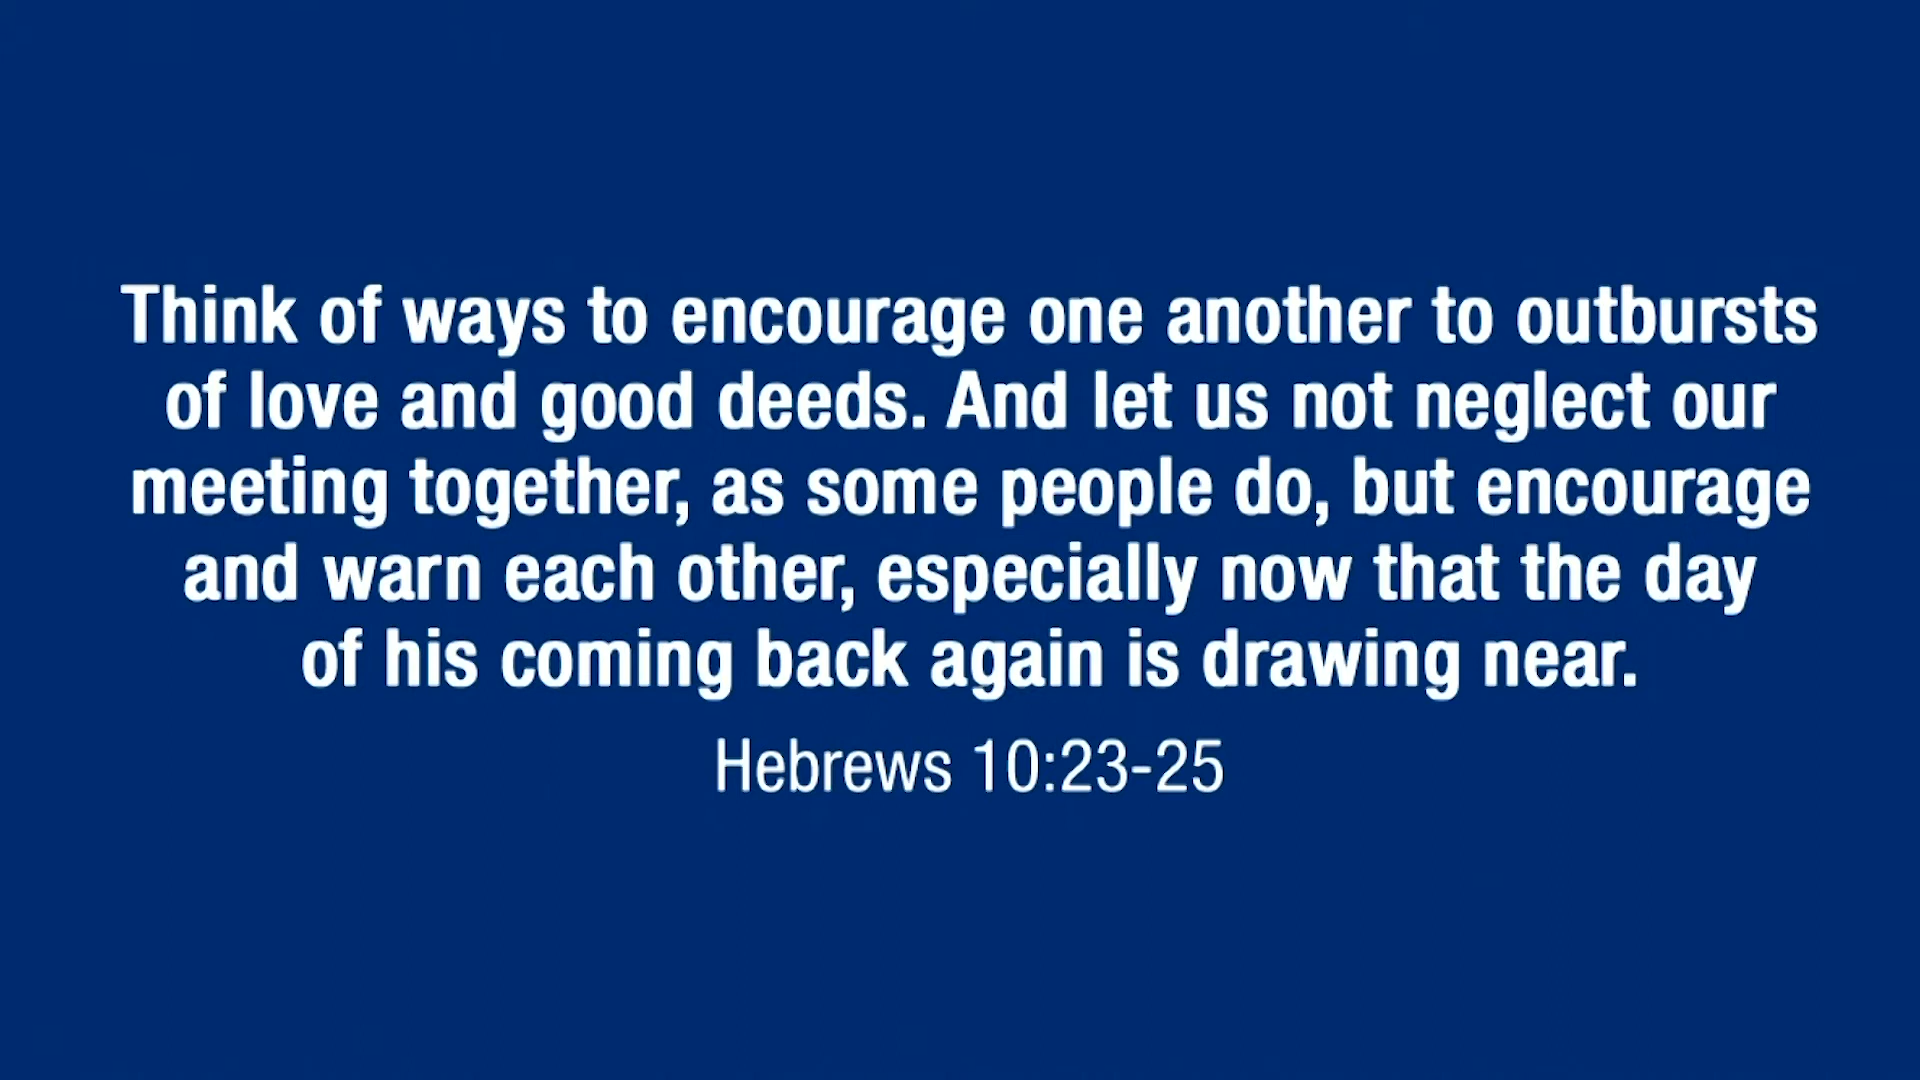 Think of ways to encourage one another to outbursts
of love and good deeds. And let us not neglect our
meeting together, as some people do, but encourage
and warn each other, especially now that the day
of his coming back again is drawing near.
Hebrews 10:23-25